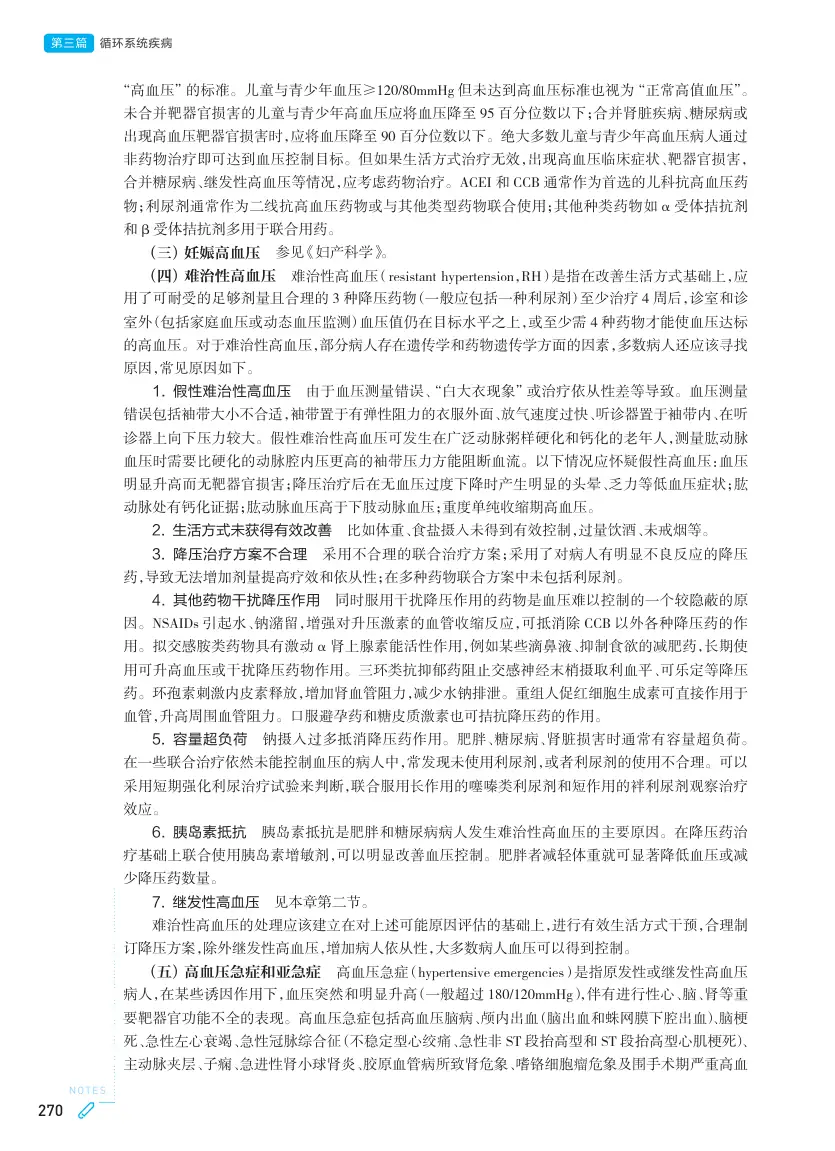 第三篇 循环系统疾病
“高血压”的标准。儿童与青少年血压≥120/80mmHg 但未达到高血压标准也视为“正常高值血压”。
未合并靶器官损害的儿童与青少年高血压应将血压降至 95 百分位数以下;合并肾脏疾病、糖尿病或
出现高血压靶器官损害时,应将血压降至 90 百分位数以下。绝大多数儿童与青少年高血压病人通过
非药物治疗即可达到血压控制目标。但如果生活方式治疗无效,出现高血压临床症状、靶器官损害,
合并糖尿病、继发性高血压等情况,应考虑药物治疗。ACEI 和 CCB 通常作为首选的儿科抗高血压药
物;利尿剂通常作为二线抗高血压药物或与其他类型药物联合使用;其他种类药物如 α 受体拮抗剂
和 β 受体拮抗剂多用于联合用药。
(三) 妊娠高血压 参见《妇产科学》。
(四) 难治性高血压 难治性高血压(resistant hypertension,RH)是指在改善生活方式基础上,应
用了可耐受的足够剂量且合理的 3 种降压药物(一般应包括一种利尿剂)至少治疗 4 周后,诊室和诊
室外(包括家庭血压或动态血压监测)血压值仍在目标水平之上,或至少需 4 种药物才能使血压达标
的高血压。对于难治性高血压,部分病人存在遗传学和药物遗传学方面的因素,多数病人还应该寻找
原因,常见原因如下。
1. 假性难治性高血压 由于血压测量错误、“白大衣现象”或治疗依从性差等导致。血压测量
错误包括袖带大小不合适,袖带置于有弹性阻力的衣服外面、放气速度过快、听诊器置于袖带内、在听
诊器上向下压力较大。假性难治性高血压可发生在广泛动脉粥样硬化和钙化的老年人,测量肱动脉
血压时需要比硬化的动脉腔内压更高的袖带压力方能阻断血流。以下情况应怀疑假性高血压:血压
明显升高而无靶器官损害;降压治疗后在无血压过度下降时产生明显的头晕、乏力等低血压症状;肱
动脉处有钙化证据;肱动脉血压高于下肢动脉血压;重度单纯收缩期高血压。
2. 生活方式未获得有效改善 比如体重、食盐摄入未得到有效控制,过量饮酒、未戒烟等。
3. 降压治疗方案不合理 采用不合理的联合治疗方案;采用了对病人有明显不良反应的降压
药,导致无法增加剂量提高疗效和依从性;在多种药物联合方案中未包括利尿剂。
4. 其他药物干扰降压作用 同时服用干扰降压作用的药物是血压难以控制的一个较隐蔽的原
因。NSAIDs 引起水、钠潴留,增强对升压激素的血管收缩反应,可抵消除 CCB 以外各种降压药的作
用。拟交感胺类药物具有激动 α 肾上腺素能活性作用,例如某些滴鼻液、抑制食欲的减肥药,长期使
用可升高血压或干扰降压药物作用。三环类抗抑郁药阻止交感神经末梢摄取利血平、可乐定等降压
药。环孢素刺激内皮素释放,增加肾血管阻力,减少水钠排泄。重组人促红细胞生成素可直接作用于
血管,升高周围血管阻力。口服避孕药和糖皮质激素也可拮抗降压药的作用。
5. 容量超负荷 钠摄入过多抵消降压药作用。肥胖、糖尿病、肾脏损害时通常有容量超负荷。
在一些联合治疗依然未能控制血压的病人中,常发现未使用利尿剂,或者利尿剂的使用不合理。可以
采用短期强化利尿治疗试验来判断,联合服用长作用的噻嗪类利尿剂和短作用的袢利尿剂观察治疗
效应。
6. 胰岛素抵抗 胰岛素抵抗是肥胖和糖尿病病人发生难治性高血压的主要原因。在降压药治
疗基础上联合使用胰岛素增敏剂,可以明显改善血压控制。肥胖者减轻体重就可显著降低血压或减
少降压药数量。
7. 继发性高血压 见本章第二节。
难治性高血压的处理应该建立在对上述可能原因评估的基础上,进行有效生活方式干预,合理制
订降压方案,除外继发性高血压,增加病人依从性,大多数病人血压可以得到控制。
(五) 高血压急症和亚急症 高血压急症(hypertensive emergencies)是指原发性或继发性高血压
病人,在某些诱因作用下,血压突然和明显升高(一般超过 180/120mmHg),伴有进行性心、脑、肾等重
要靶器官功能不全的表现。高血压急症包括高血压脑病、颅内出血(脑出血和蛛网膜下腔出血)、脑梗
死、急性左心衰竭、急性冠脉综合征(不稳定型心绞痛、急性非 ST 段抬高型和 ST 段抬高型心肌梗死)、
主动脉夹层、子痫、急进性肾小球肾炎、胶原血管病所致肾危象、嗜铬细胞瘤危象及围手术期严重高血
NOTES
270